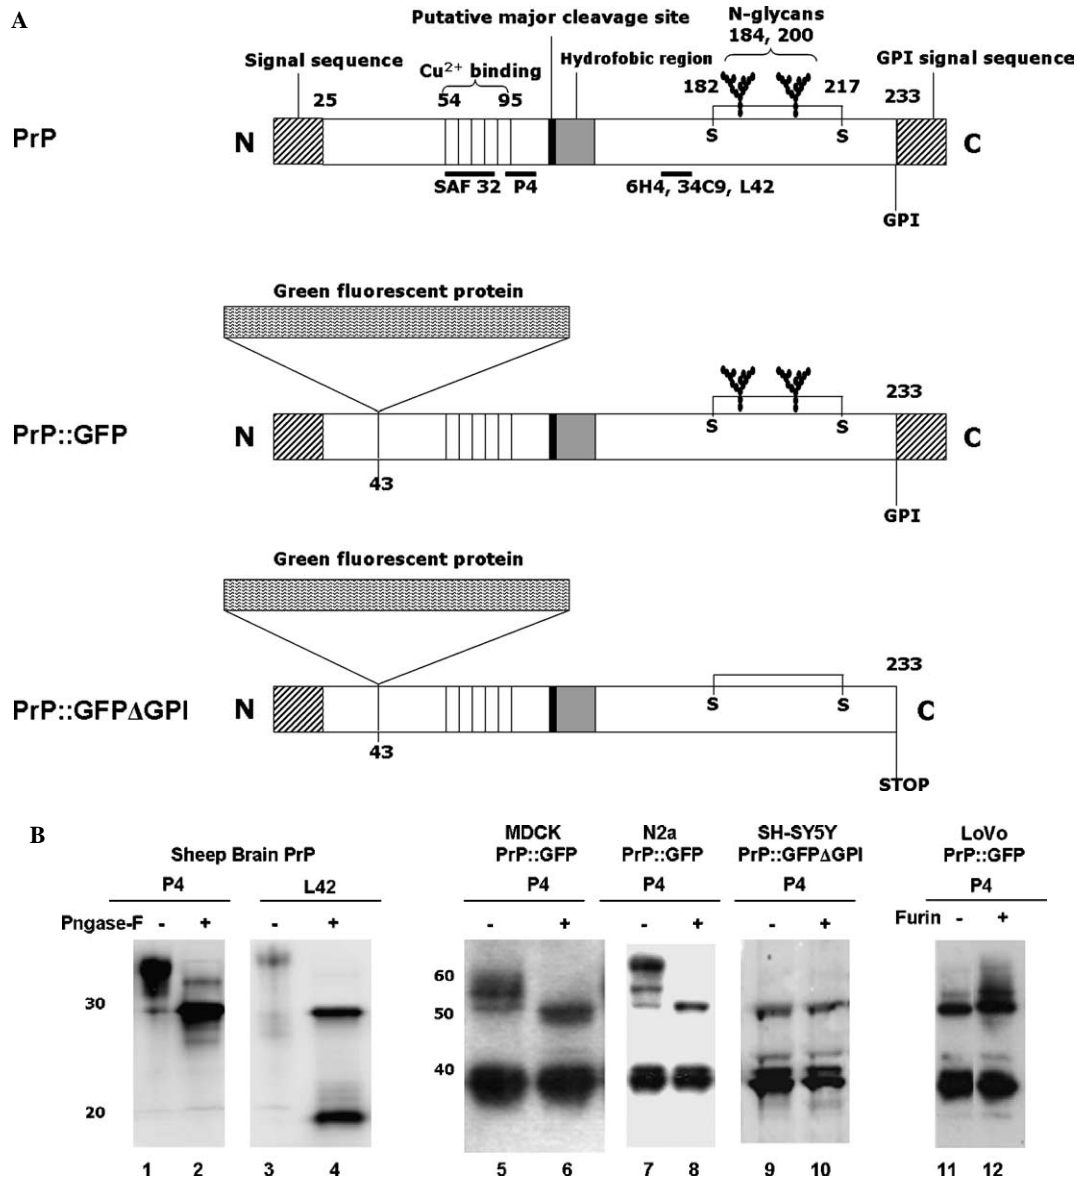 A
Putative major cleavage site
N-glycans
184, 200
Signal sequence
Cu2+ binding
Hydrofobic region
GPI signal sequence
25
54
95
182
217
233
PrP
N
S
S
C
SAF 32
P4
6H4, 34C9, L42
GPI
Green fluorescent protein
233
PrP::GFP
N
S
S
C
43
GPI
Green fluorescent protein
233
PrP::GFPΔGPI
N
S
S
C
43
STOP
B
Sheep Brain PrP
MDCK
PrP::GFP
N2a
PrP::GFP
SH-SY5Y
PrP::GFPΔGPI
LoVo
PrP::GFP
P4
L42
P4
P4
P4
P4
Pngase-F
-
+
-
+
-
+
-
+
-
+
Furin
-
+
30
20
60
50
40
1
2
3
4
5
6
7
8
9
10
11
12